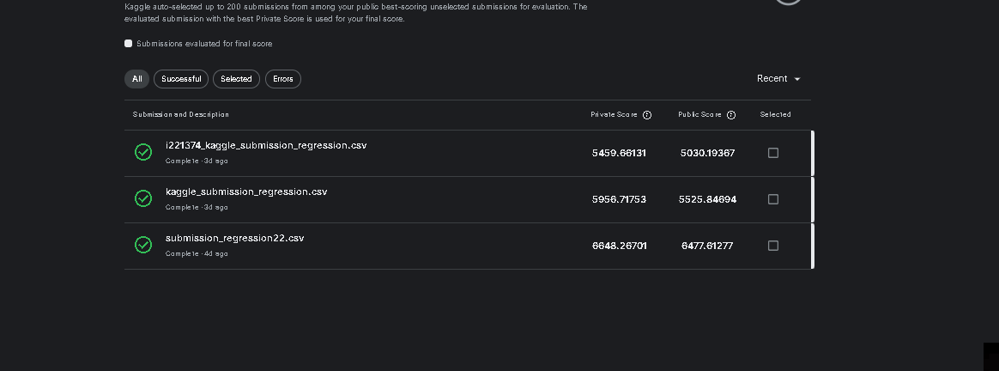 Kaggle auto-selected up to 200 submissions from among your public best-scoring unselected submissions for evaluation. The
evaluated submission with the best Private Score is used for your final score.
Submissions evaluated for final score
All Successful Selected Errors Recent
Submission and Description Private Score Public Score Selected
i221374_kaggle_submission_regression.csv 5459.66131 5030.19367
Complete · 3d ago
kaggle_submission_regression.csv 5956.71753 5525.84694
Complete · 3d ago
submission_regression22.csv 6648.26701 6477.61277
Complete · 4d ago